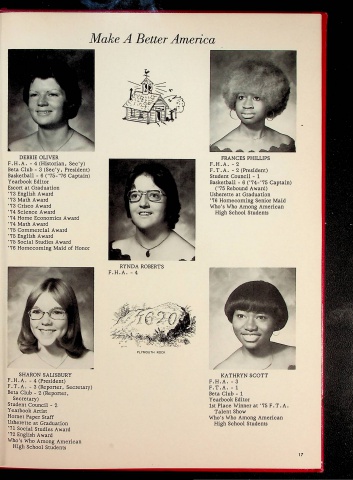 Make A Better America
DEBBIE OLIVER
F.H.A. - 4 (Historian, Sec'y)
Beta Club - 3 (Sec'y, President)
Basketball - 6 ('75-'76 Captain)
Yearbook Editor
Escort at Graduation
'73 English Award
'73 Math Award
'73 Crisco Award
'74 Science Award
'74 Home Economics Award
'74 Math Award
'75 Commercial Award
'75 English Award
'75 Social Studies Award
'76 Homecoming Maid of Honor
FRANCES PHILLIPS
F.H.A. - 2
F.T.A. - 2 (President)
Student Council - 1
Basketball - 6 ('74-'75 Captain)
('75 Rebound Award)
Usherette at Graduation
'76 Homecoming Senior Maid
Who's Who Among American
High School Students
RYNDA ROBERTS
F.H.A. - 4
1620
PLYMOUTH ROCK
SHARON SALISBURY
F.H.A. - 4 (President)
F.T.A. - 3 (Reporter, Secretary)
Beta Club - 2 (Reporter,
Secretary)
Student Council - 2
Yearbook Artist
Hornet Paper Staff
Usherette at Graduation
'71 Social Studies Award
'72 English Award
Who's Who Among American
High School Students
KATHRYN SCOTT
F.H.A. - 3
F.T.A. - 1
Beta Club - 1
Yearbook Editor
1st Place Winner at '75 F.T.A.
Talent Show
Who's Who Among American
High School Students
17